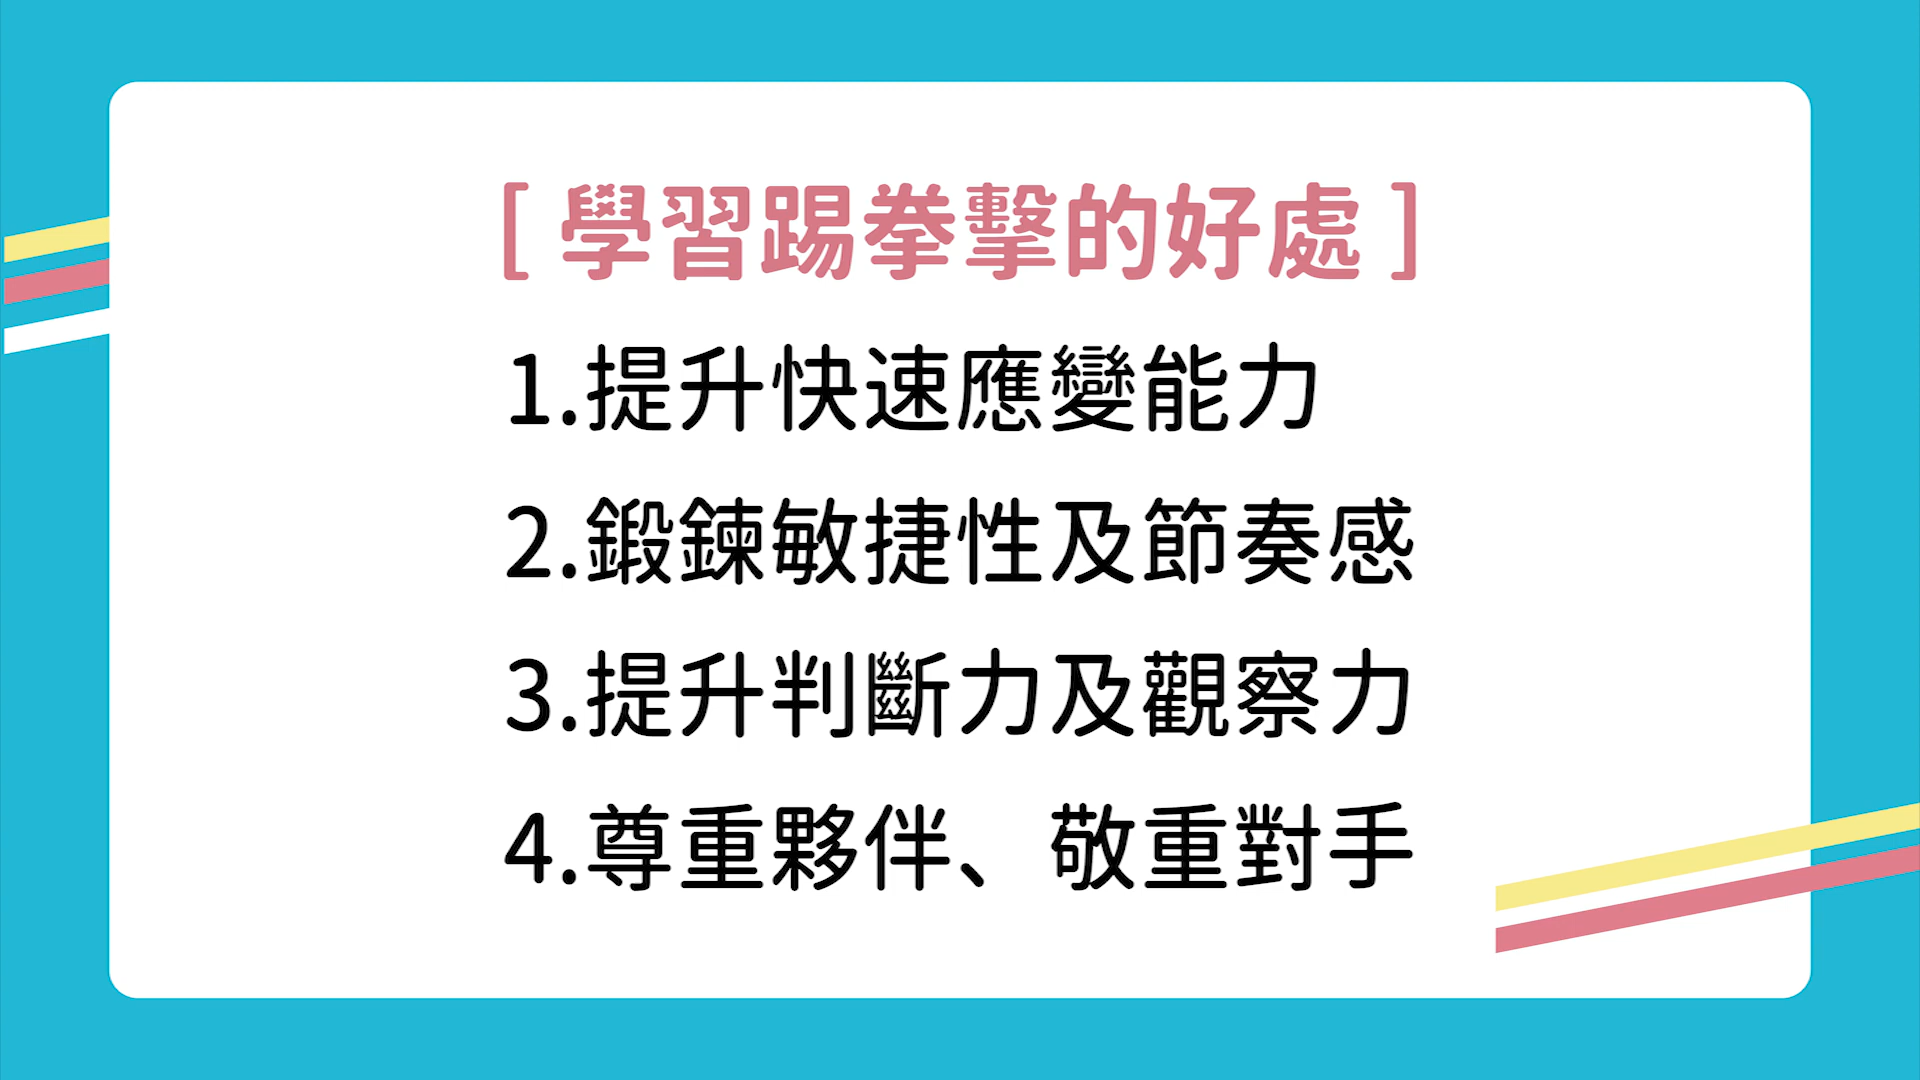 [ 學習踢拳擊的好處 ]
1.提升快速應變能力
2.鍛鍊敏捷性及節奏感
3.提升判斷力及觀察力
4.尊重夥伴、敬重對手